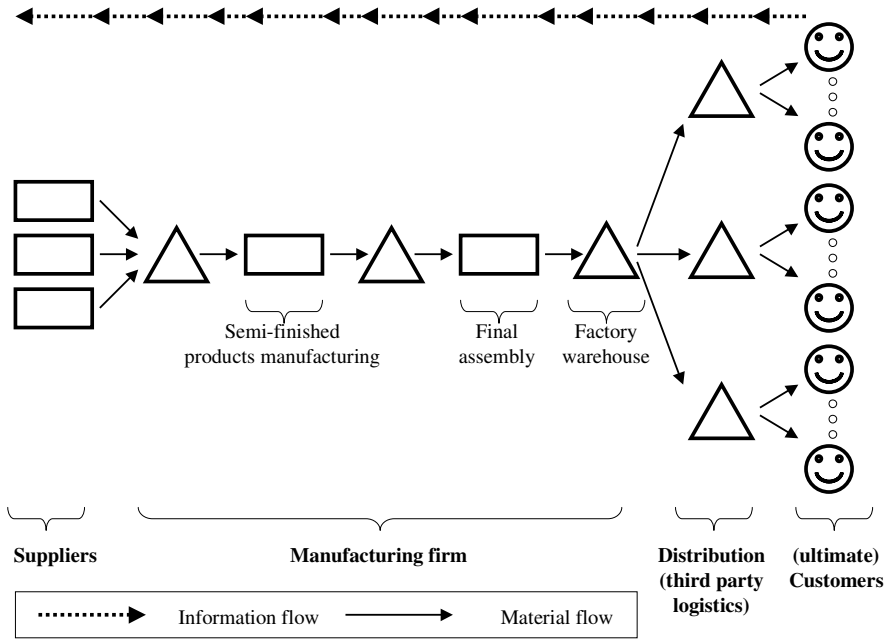 Semi-finished
products manufacturing
Final
assembly
Factory
warehouse
Suppliers
Manufacturing firm
Distribution
(third party
logistics)
(ultimate)
Customers
Information flow
Material flow